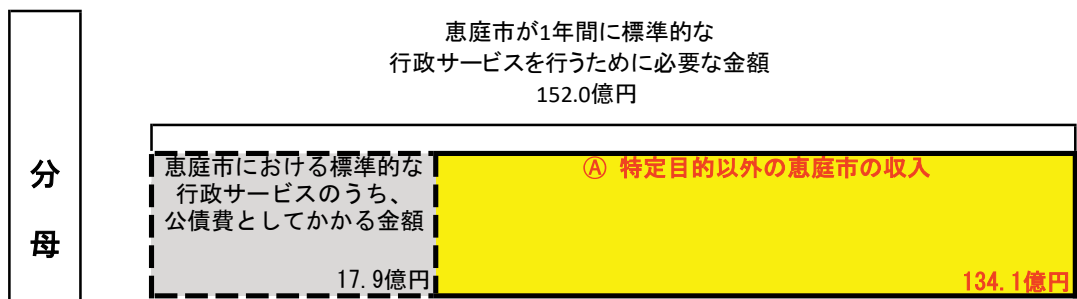 恵庭市が1年間に標準的な
行政サービスを行うために必要な金額
152.0億円
分
母
恵庭市における標準的な
行政サービスのうち、
公債費としてかかる金額
17.9億円
Ⓐ 特定目的以外の恵庭市の収入
134.1億円